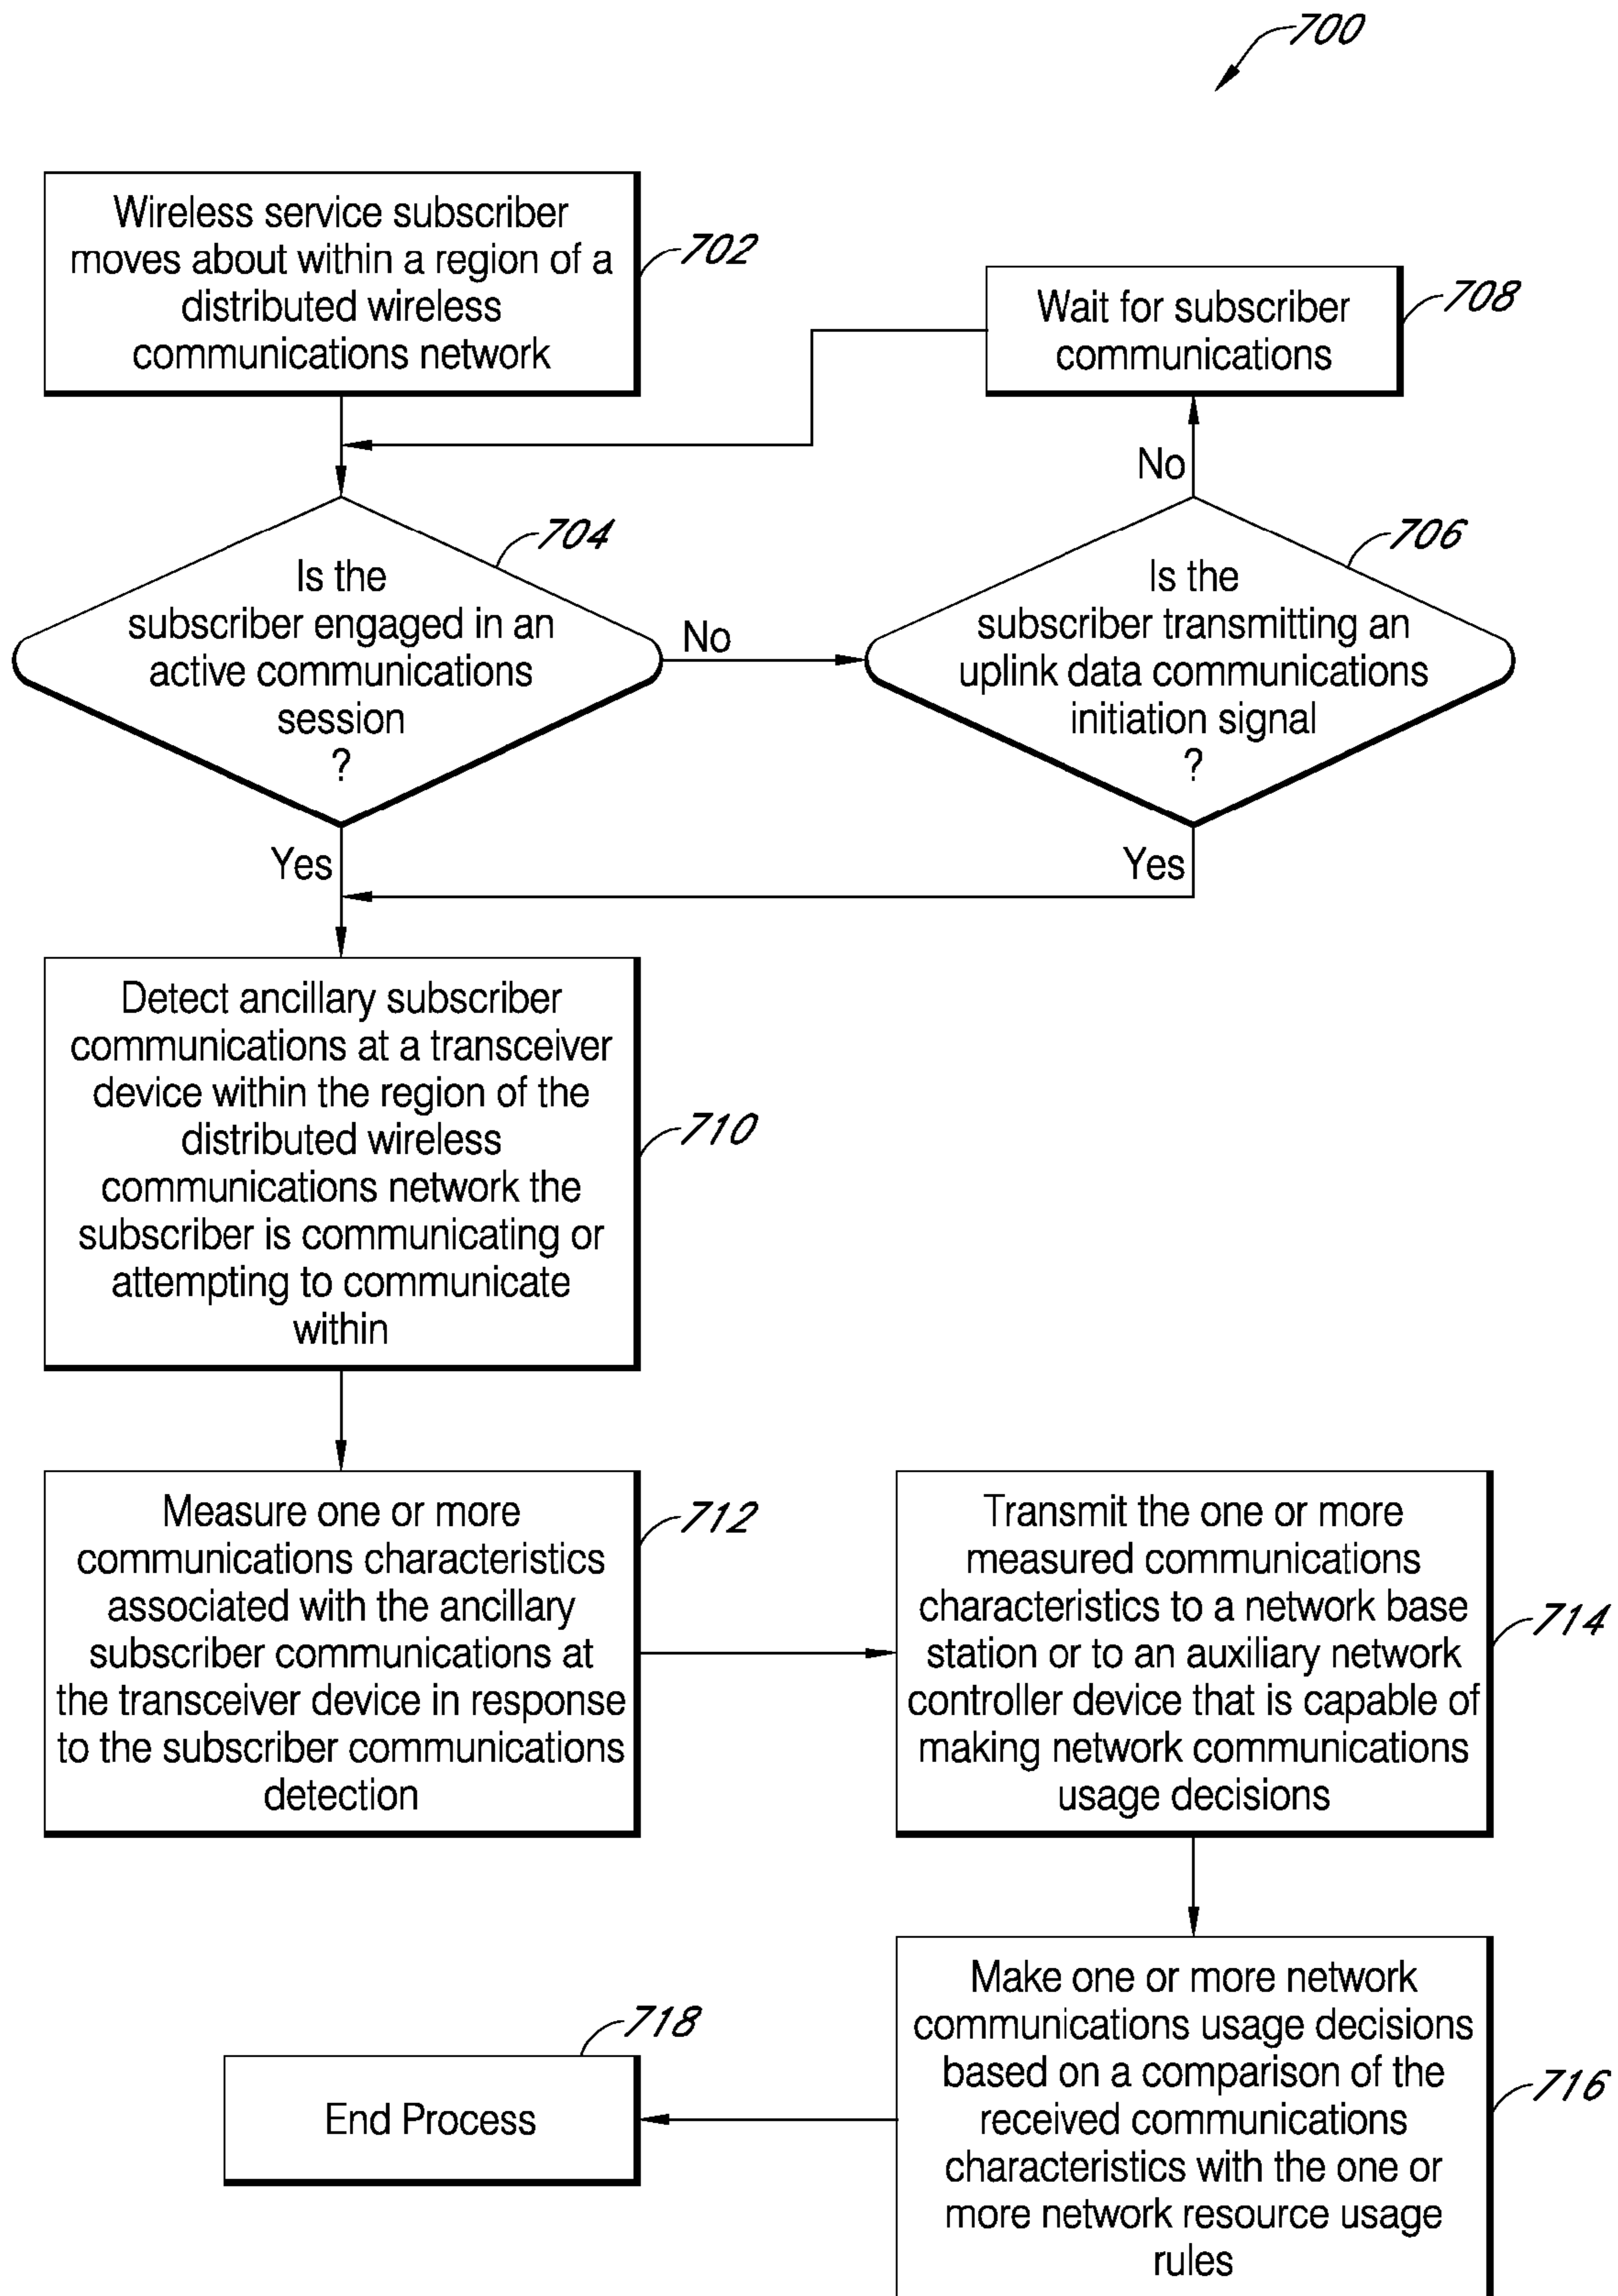 700
Wireless service subscriber
moves about within a region of a
distributed wireless
communications network
702
Wait for subscriber
communications
708
No
Is the
subscriber engaged in an
active communications
session
?
704
No
Is the
subscriber transmitting an
uplink data communications
initiation signal
?
706
Yes
Yes
Detect ancillary subscriber
communications at a transceiver
device within the region of the
distributed wireless
communications network the
subscriber is communicating or
attempting to communicate
within
710
Measure one or more
communications characteristics
associated with the ancillary
subscriber communications at
the transceiver device in response
to the subscriber communications
detection
712
Transmit the one or more
measured communications
characteristics to a network base
station or to an auxiliary network
controller device that is capable of
making network communications
usage decisions
714
Make one or more network
communications usage decisions
based on a comparison of the
received communications
characteristics with the one or
more network resource usage
rules
716
End Process
718